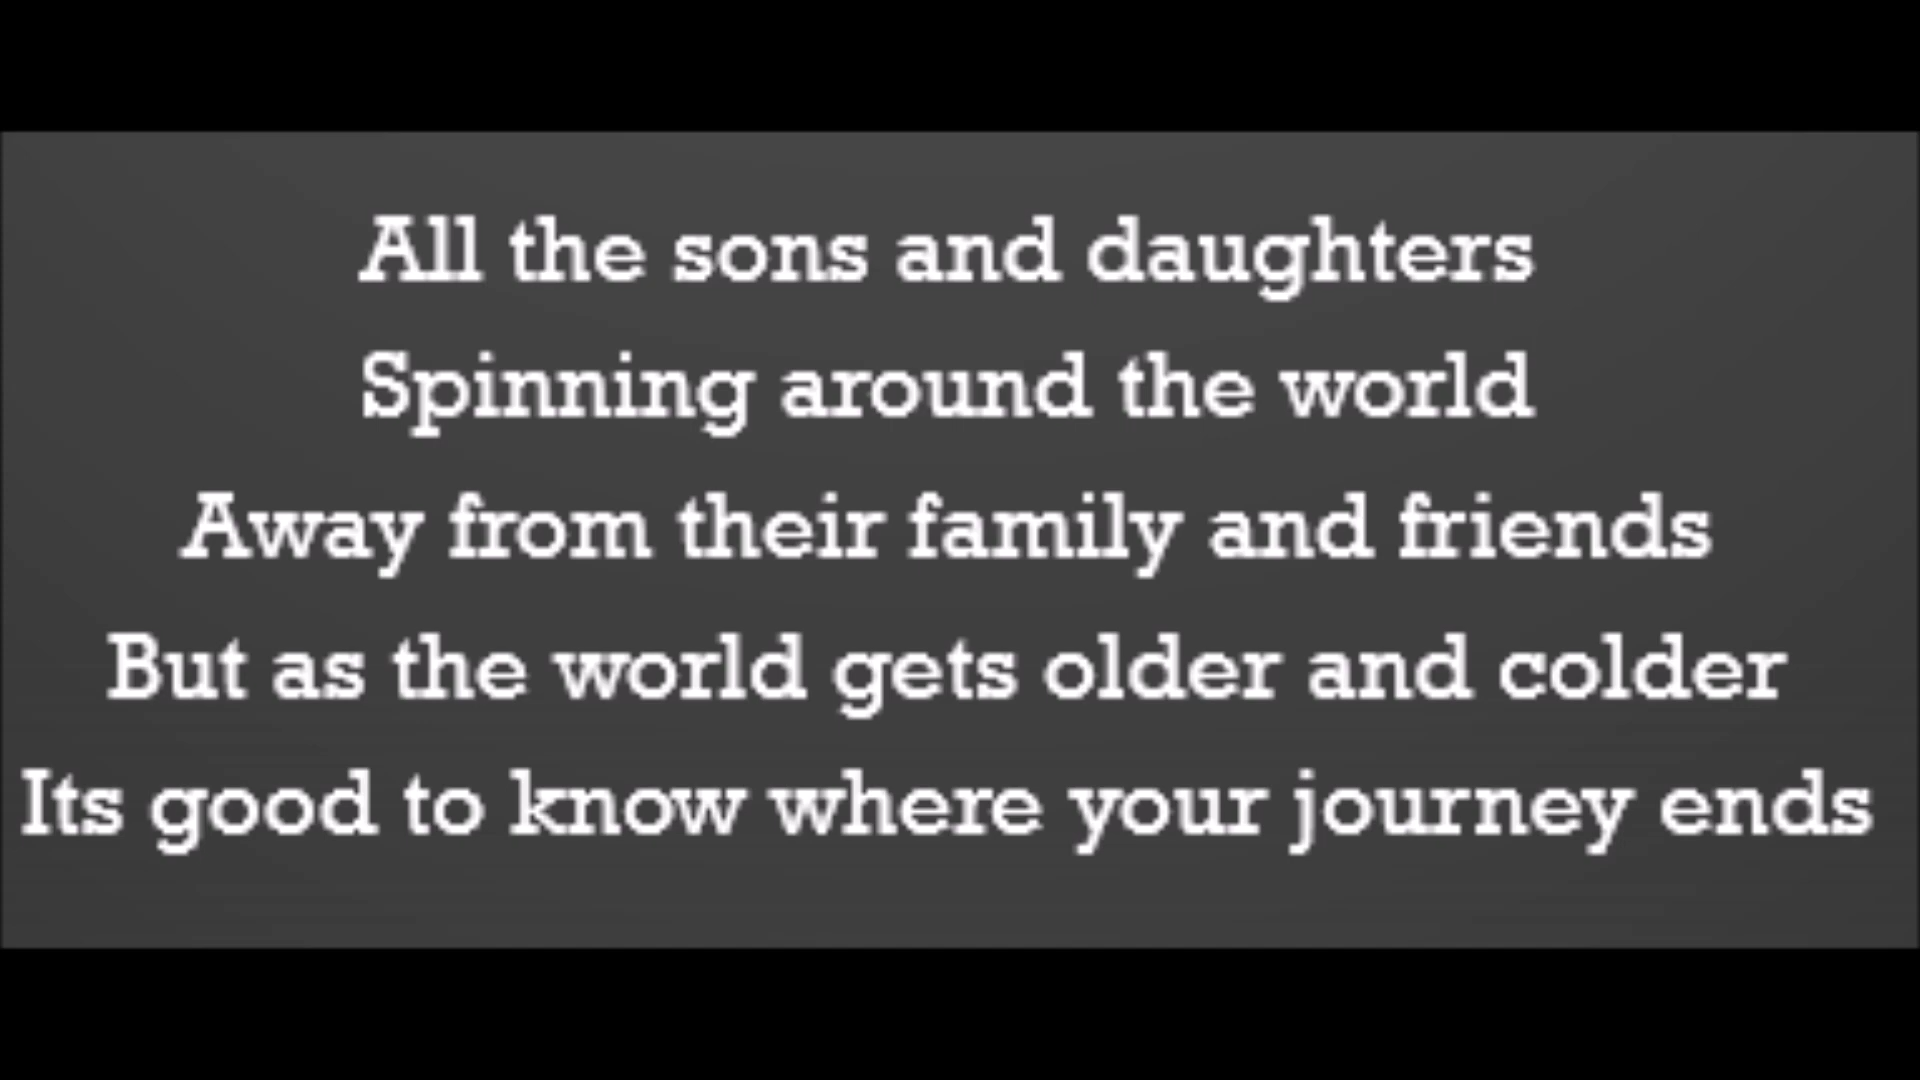 All the sons and daughters
Spinning around the world
Away from their family and friends
But as the world gets older and colder
Its good to know where your journey ends